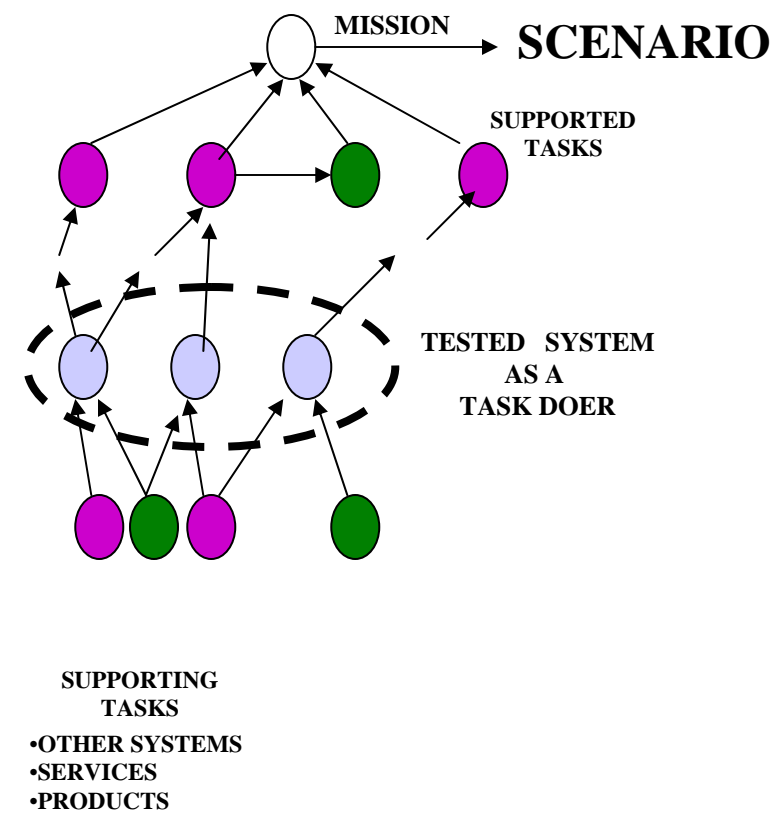 MISSION
SCENARIO
SUPPORTED
TASKS
TESTED SYSTEM
AS A
TASK DOER
SUPPORTING
TASKS
•OTHER SYSTEMS
•SERVICES
•PRODUCTS